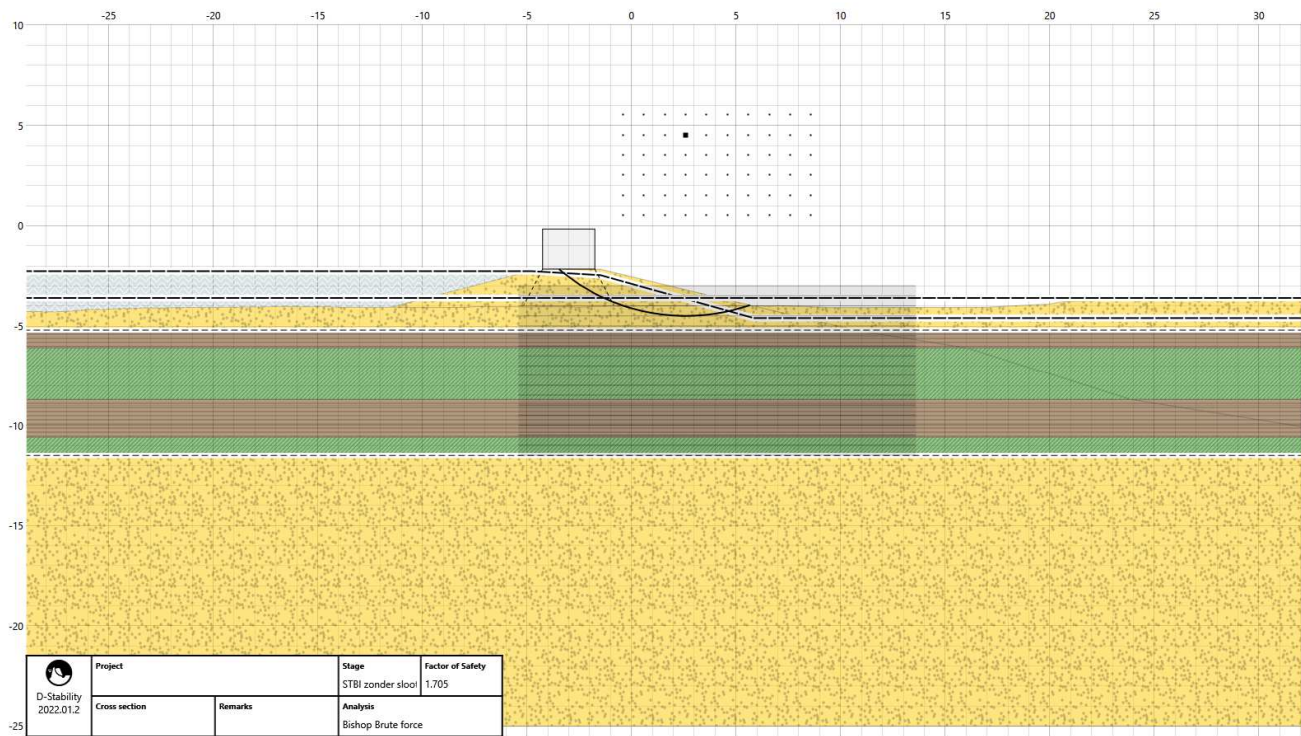 -25 -20 -15 -10 -5 0 5 10 15 20 25 30
10
5
0
-5
-10
-15
-20
-25
D-Stability
2022.01.2
Project
Stage
STBI zonder sloot
Factor of Safety
1.705
Cross section
Remarks
Analysis
Bishop Brute force